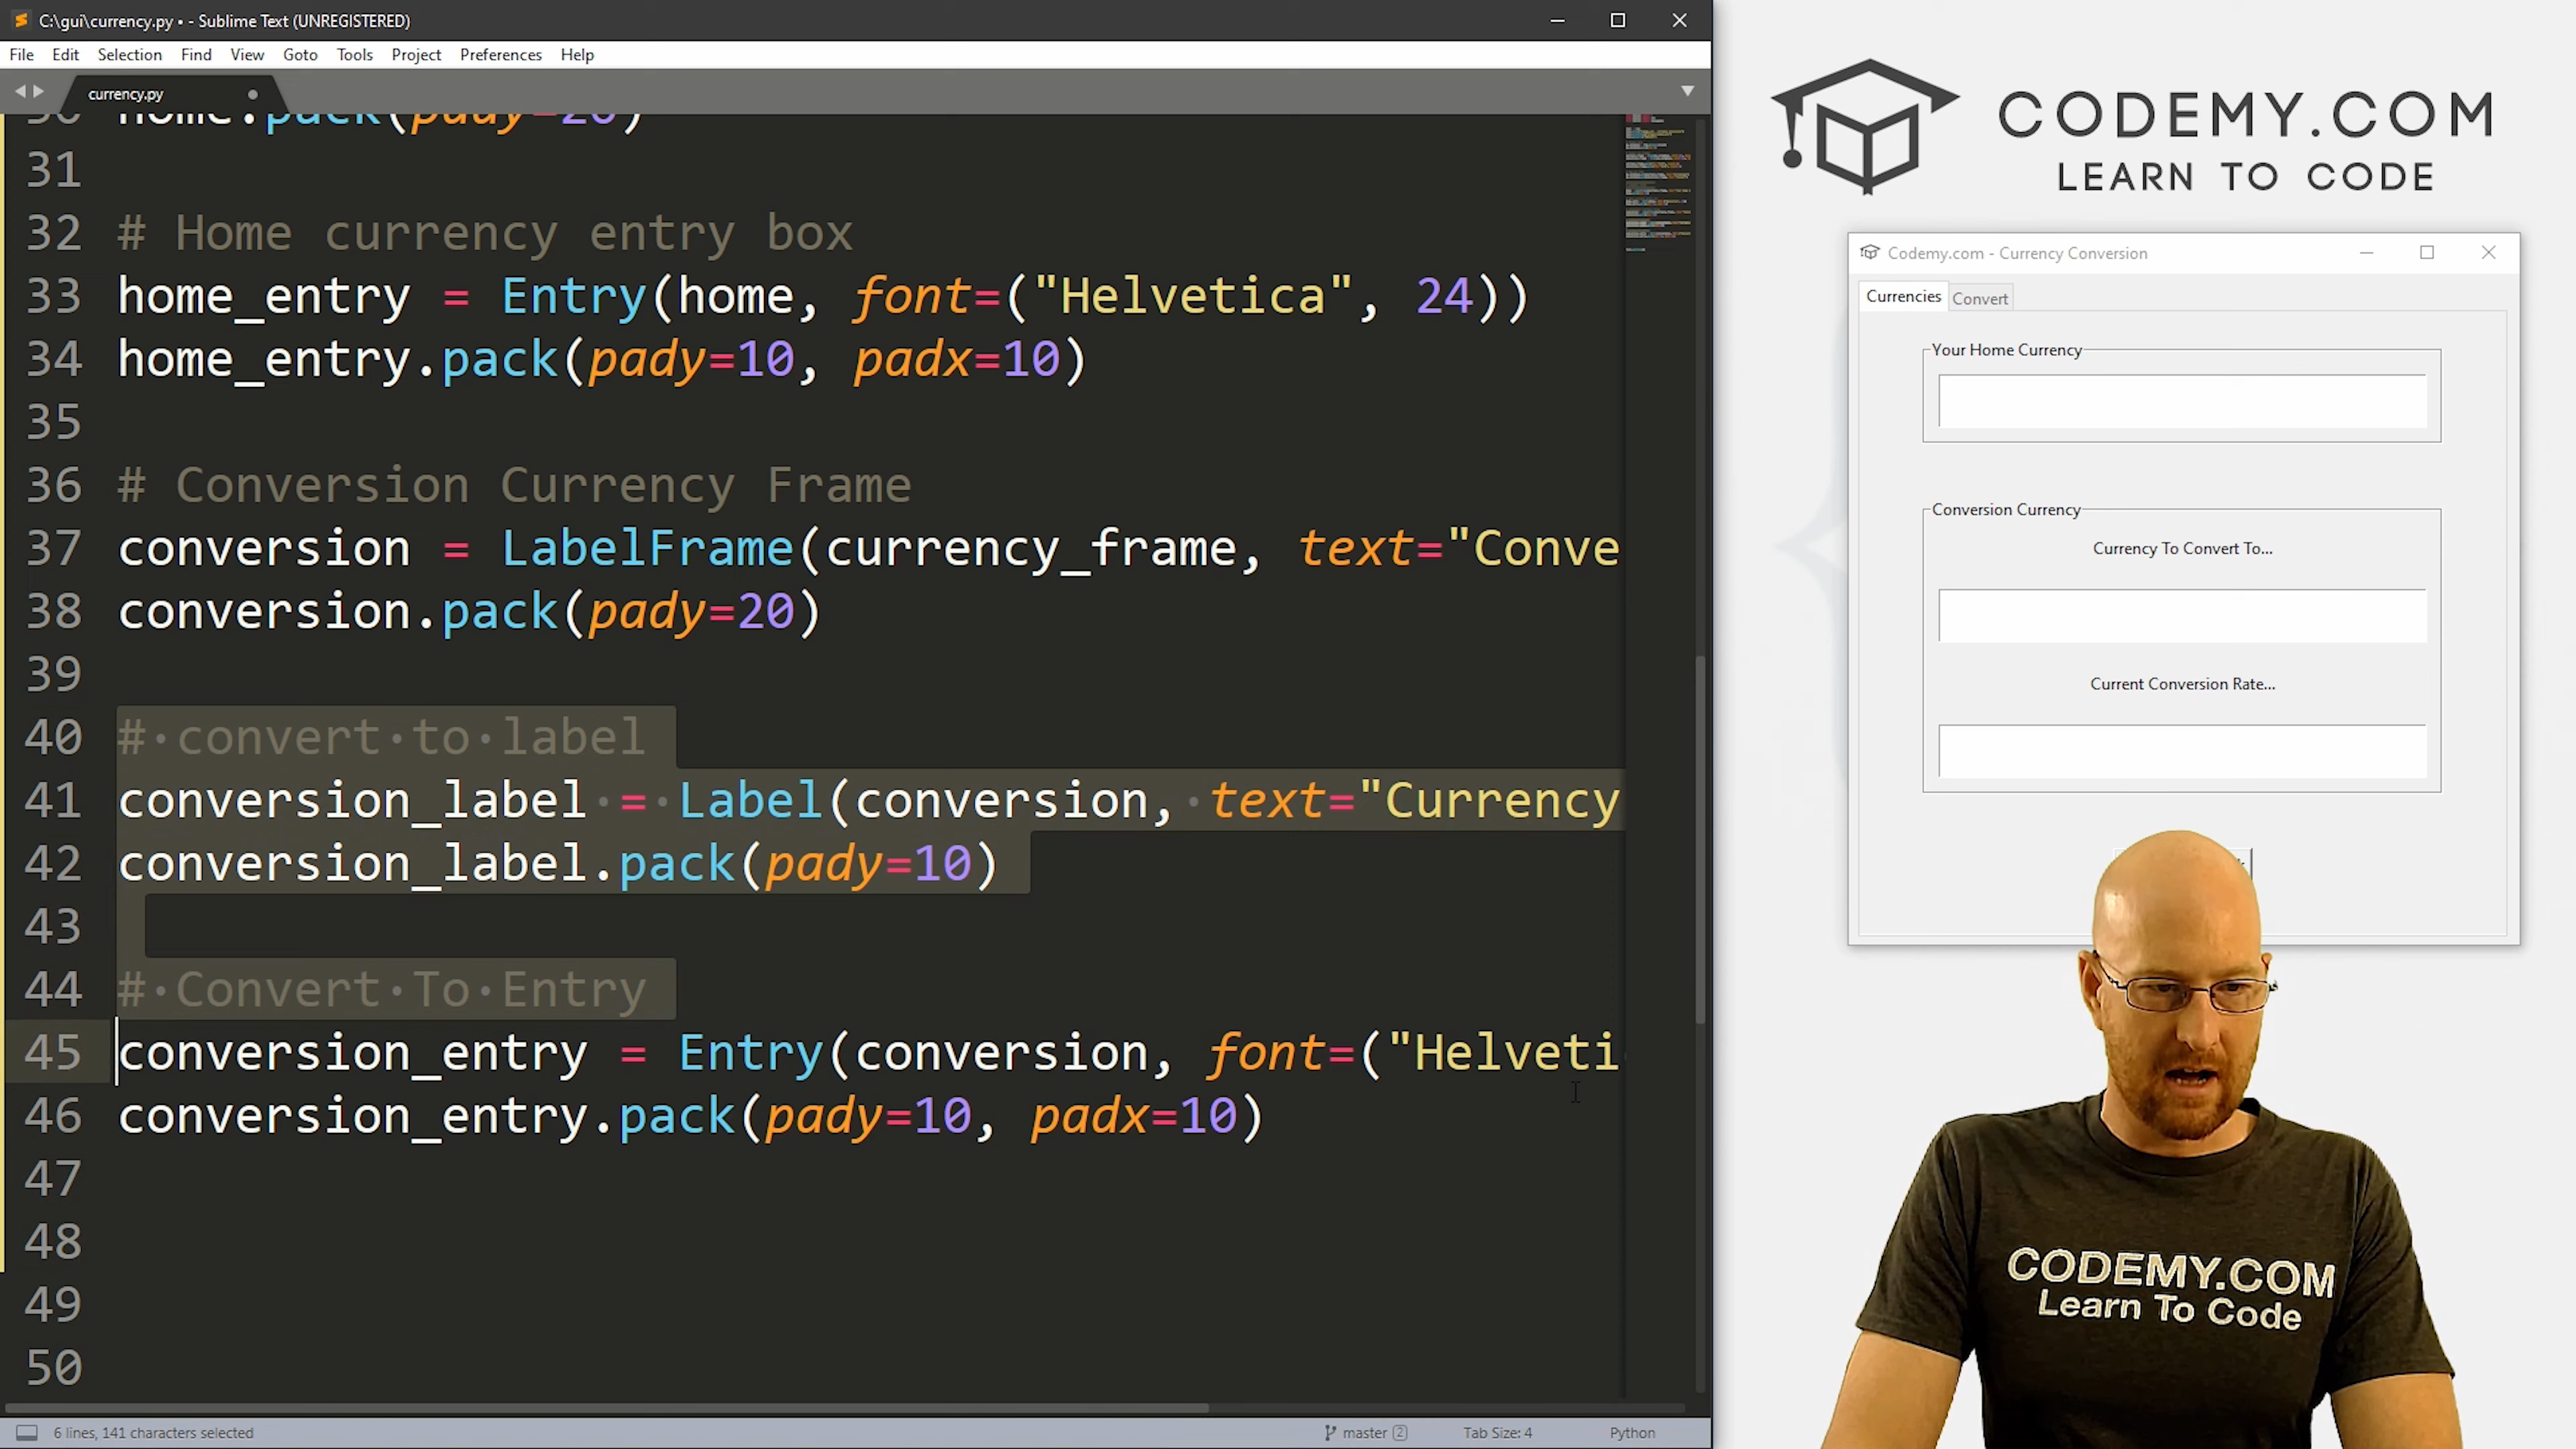 C:\gui\currency.py • - Sublime Text (UNREGISTERED)
File Edit Selection Find View Goto Tools Project Preferences Help
currency.py
30 home.pack(pady=20)
31
32 # Home currency entry box
33 home_entry = Entry(home, font=("Helvetica", 24))
34 home_entry.pack(pady=10, padx=10)
35
36 # Conversion Currency Frame
37 conversion = LabelFrame(currency_frame, text="Conve
38 conversion.pack(pady=20)
39
40 # convert to label
41 conversion_label = Label(conversion, text="Currency
42 conversion_label.pack(pady=10)
43
44 # Convert To Entry
45 conversion_entry = Entry(conversion, font=("Helveti
46 conversion_entry.pack(pady=10, padx=10)
47
48
49
50
6 lines, 141 characters selected
master 2
Tab Size: 4
Python
CODEMY.COM
LEARN TO CODE
Codemy.com - Currency Conversion
Currencies Convert
Your Home Currency
Conversion Currency
Currency To Convert To...
Current Conversion Rate...
CODEMY.COM
Learn To Code